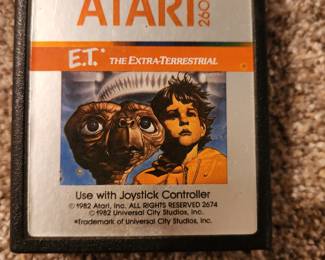 ATARI 2600
E.T.* THE EXTRA-TERRESTRIAL
Use with Joystick Controller
©1982 Atari, Inc. ALL RIGHTS RESERVED 2674
©1982 Universal City Studios, Inc.
*Trademark of Universal City Studios, Inc.